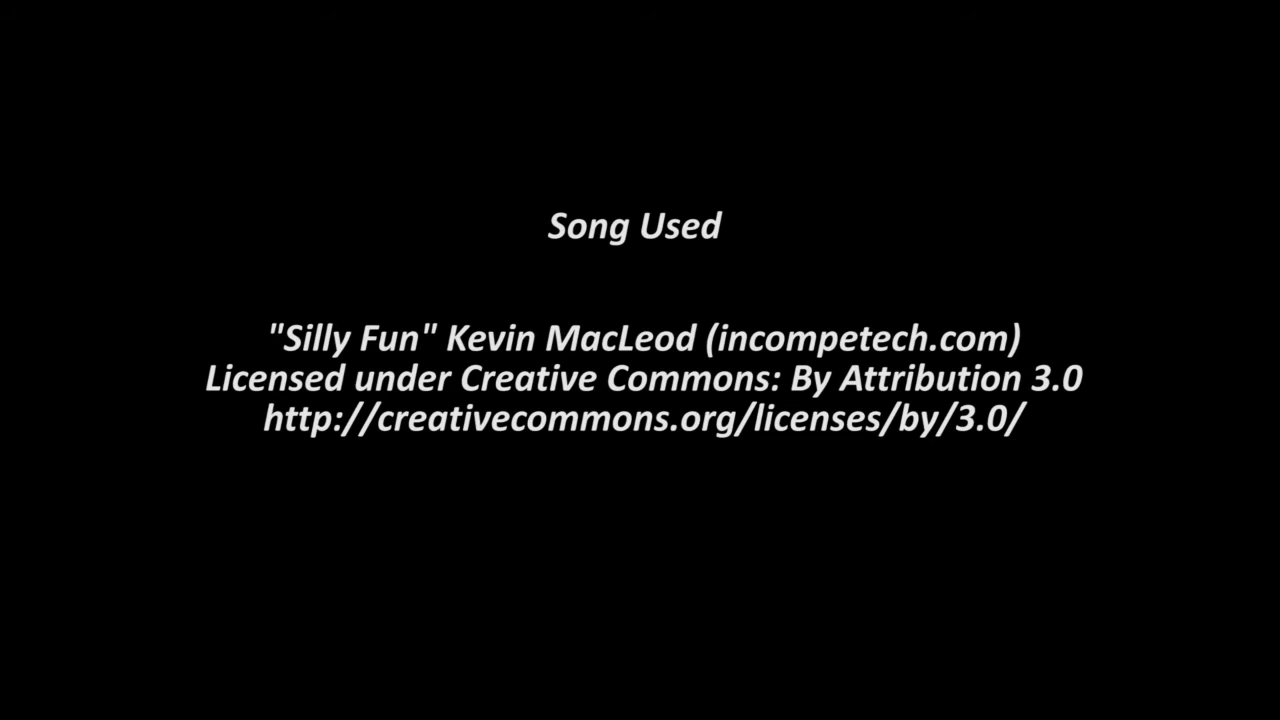 Song Used
"Silly Fun" Kevin MacLeod (incompetech.com)
Licensed under Creative Commons: By Attribution 3.0
http://creativecommons.org/licenses/by/3.0/